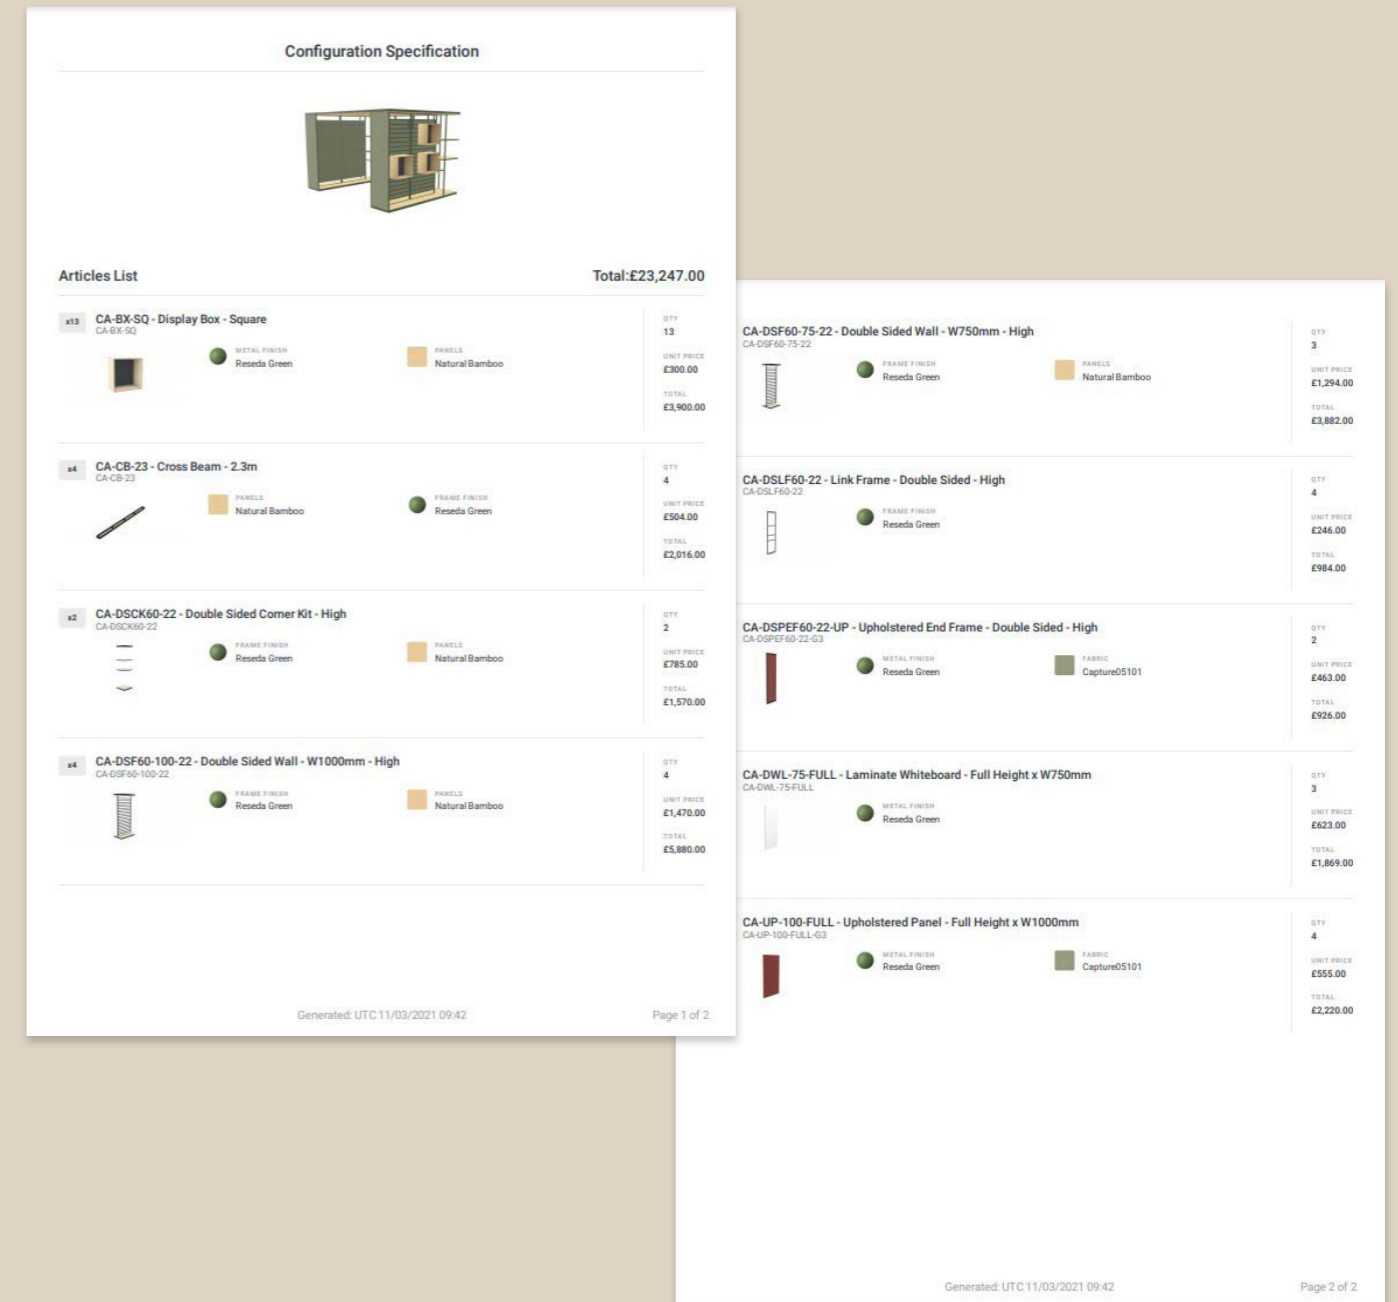 Configuration Specification
Articles List
Total:£23,247.00
x13
CA-BX-SQ - Display Box - Square
CA-BX-SQ
METAL FINISH
Reseda Green
PANELS
Natural Bamboo
QTY
13
UNIT PRICE
£300.00
TOTAL
£3,900.00
x4
CA-CB-23 - Cross Beam - 2.3m
CA-CB-23
PANELS
Natural Bamboo
FRAME FINISH
Reseda Green
QTY
4
UNIT PRICE
£504.00
TOTAL
£2,016.00
x2
CA-DSCK60-22 - Double Sided Corner Kit - High
CA-DSCK60-22
FRAME FINISH
Reseda Green
PANELS
Natural Bamboo
QTY
2
UNIT PRICE
£785.00
TOTAL
£1,570.00
x4
CA-DSF60-100-22 - Double Sided Wall - W1000mm - High
CA-DSF60-100-22
FRAME FINISH
Reseda Green
PANELS
Natural Bamboo
QTY
4
UNIT PRICE
£1,470.00
TOTAL
£5,880.00
Generated: UTC 11/03/2021 09:42
Page 1 of 2
CA-DSF60-75-22 - Double Sided Wall - W750mm - High
CA-DSF60-75-22
FRAME FINISH
Reseda Green
PANELS
Natural Bamboo
QTY
3
UNIT PRICE
£1,294.00
TOTAL
£3,882.00
CA-DSLF60-22 - Link Frame - Double Sided - High
CA-DSLF60-22
FRAME FINISH
Reseda Green
QTY
4
UNIT PRICE
£246.00
TOTAL
£984.00
CA-DSPEF60-22-UP - Upholstered End Frame - Double Sided - High
CA-DSPEF60-22-G3
METAL FINISH
Reseda Green
FABRIC
Capture05101
QTY
2
UNIT PRICE
£463.00
TOTAL
£926.00
CA-DWL-75-FULL - Laminate Whiteboard - Full Height x W750mm
CA-DWL-75-FULL
METAL FINISH
Reseda Green
QTY
3
UNIT PRICE
£623.00
TOTAL
£1,869.00
CA-UP-100-FULL - Upholstered Panel - Full Height x W1000mm
CA-UP-100-FULL-G3
METAL FINISH
Reseda Green
FABRIC
Capture05101
QTY
4
UNIT PRICE
£555.00
TOTAL
£2,220.00
Generated: UTC 11/03/2021 09:42
Page 2 of 2